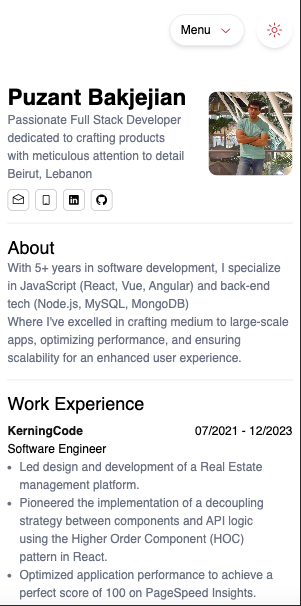 Menu
Puzant Bakjejian
Passionate Full Stack Developer
dedicated to crafting products
with meticulous attention to detail
Beirut, Lebanon
About
With 5+ years in software development, I specialize
in JavaScript (React, Vue, Angular) and back-end
tech (Node.js, MySQL, MongoDB)
Where I've excelled in crafting medium to large-scale
apps, optimizing performance, and ensuring
scalability for an enhanced user experience.
Work Experience
KerningCode 07/2021 - 12/2023
Software Engineer
• Led design and development of a Real Estate
management platform.
• Pioneered the implementation of a decoupling
strategy between components and API logic
using the Higher Order Component (HOC)
pattern in React.
• Optimized application performance to achieve a
perfect score of 100 on PageSpeed Insights.